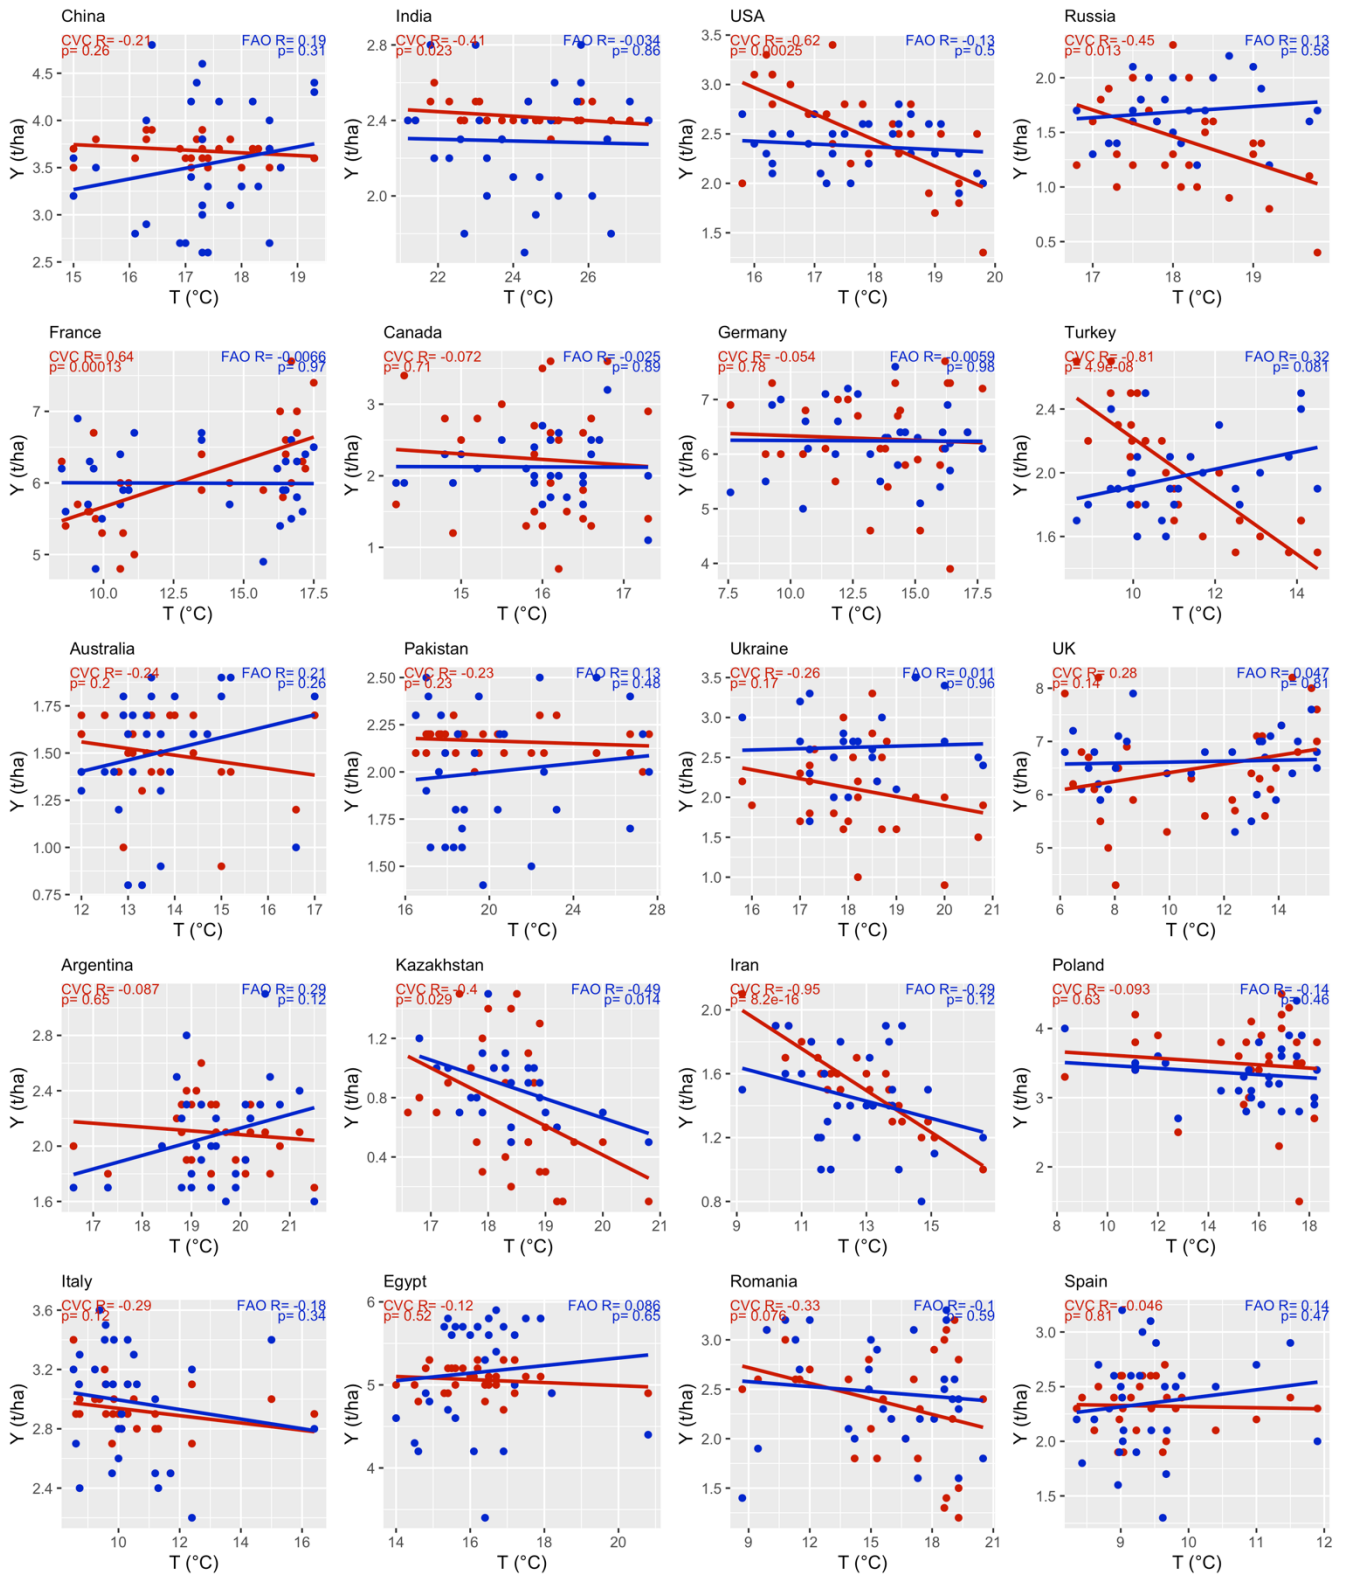 China
CVC R= -0.21 FAO R= 0.19
p= 0.26 p= 0.31
Y (t/ha)
4.5
4.0
3.5
3.0
2.5
15 16 17 18 19
T (°C)
India
CVC R= -0.41 FAO R= -0.034
p= 0.023 p= 0.86
Y (t/ha)
2.8
2.4
2.0
22 24 26
T (°C)
USA
CVC R= -0.62 FAO R= -0.13
p= 0.00025 p= 0.5
Y (t/ha)
3.5
3.0
2.5
2.0
1.5
16 17 18 19 20
T (°C)
Russia
CVC R= -0.45 FAO R= 0.13
p= 0.013 p= 0.56
Y (t/ha)
2.0
1.5
1.0
0.5
17 18 19
T (°C)
France
CVC R= 0.64 FAO R= -0.0066
p= 0.00013 p= 0.97
Y (t/ha)
7
6
5
10.0 12.5 15.0 17.5
T (°C)
Canada
CVC R= -0.072 FAO R= -0.025
p= 0.71 p= 0.89
Y (t/ha)
3
2
1
15 16 17
T (°C)
Germany
CVC R= -0.054 FAO R= -0.0059
p= 0.78 p= 0.98
Y (t/ha)
7
6
5
4
7.5 10.0 12.5 15.0 17.5
T (°C)
Turkey
CVC R= -0.81 FAO R= 0.32
p= 4.9e-08 p= 0.081
Y (t/ha)
2.4
2.0
1.6
10 12 14
T (°C)
Australia
CVC R= -0.24 FAO R= 0.21
p= 0.2 p= 0.26
Y (t/ha)
1.75
1.50
1.25
1.00
0.75
12 13 14 15 16 17
T (°C)
Pakistan
CVC R= -0.23 FAO R= 0.13
p= 0.23 p= 0.48
Y (t/ha)
2.50
2.25
2.00
1.75
1.50
16 20 24 28
T (°C)
Ukraine
CVC R= -0.26 FAO R= 0.011
p= 0.17 p= 0.96
Y (t/ha)
3.5
3.0
2.5
2.0
1.5
1.0
16 17 18 19 20 21
T (°C)
UK
CVC R= 0.28 FAO R= 0.047
p= 0.14 p= 0.81
Y (t/ha)
8
7
6
5
6 8 10 12 14
T (°C)
Argentina
CVC R= -0.087 FAO R= 0.29
p= 0.65 p= 0.12
Y (t/ha)
2.8
2.4
2.0
1.6
17 18 19 20 21
T (°C)
Kazakhstan
CVC R= -0.4 FAO R= -0.49
p= 0.029 p= 0.014
Y (t/ha)
1.2
0.8
0.4
17 18 19 20 21
T (°C)
Iran
CVC R= -0.95 FAO R= -0.29
p= 8.2e-16 p= 0.12
Y (t/ha)
2.0
1.6
1.2
0.8
9 11 13 15
T (°C)
Poland
CVC R= -0.093 FAO R= -0.14
p= 0.63 p= 0.46
Y (t/ha)
4
3
2
8 10 12 14 16 18
T (°C)
Italy
CVC R= -0.29 FAO R= -0.18
p= 0.12 p= 0.34
Y (t/ha)
3.6
3.2
2.8
2.4
10 12 14 16
T (°C)
Egypt
CVC R= -0.12 FAO R= 0.086
p= 0.52 p= 0.65
Y (t/ha)
6
5
4
14 16 18 20
T (°C)
Romania
CVC R= -0.33 FAO R= -0.1
p= 0.076 p= 0.59
Y (t/ha)
3.0
2.5
2.0
1.5
9 12 15 18 21
T (°C)
Spain
CVC R= -0.046 FAO R= 0.14
p= 0.81 p= 0.47
Y (t/ha)
3.0
2.5
2.0
1.5
9 10 11 12
T (°C)